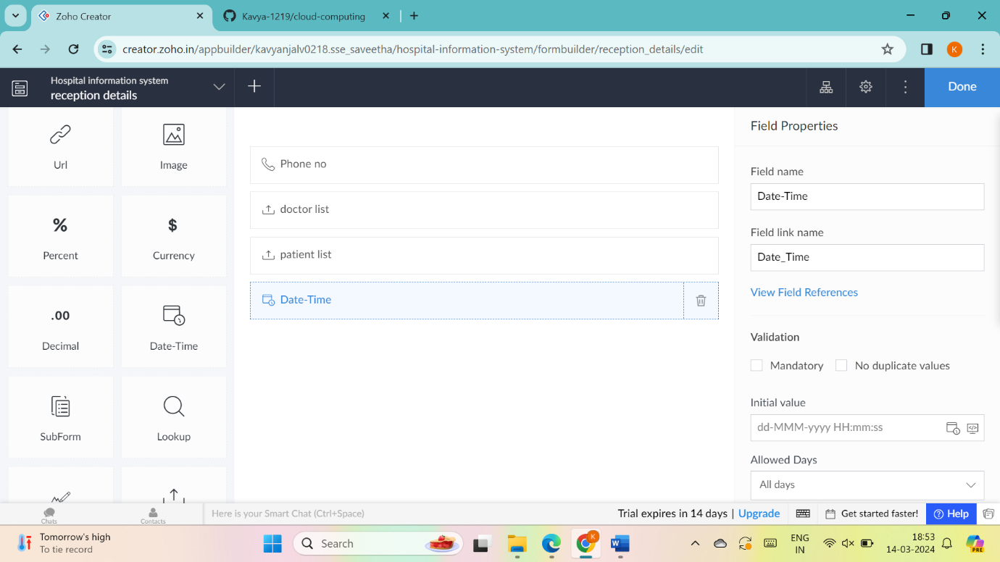 Zoho Creator
Kavya-1219/cloud-computing
creator.zoho.in/appbuilder/kavyanjalv0218.sse_saveetha/hospital-information-system/formbuilder/reception_details/edit
K
Hospital information system
reception details
Done
Url
Image
%
Percent
$
Currency
.00
Decimal
Date-Time
SubForm
Lookup
Phone no
doctor list
patient list
Date-Time
Field Properties
Field name
Date-Time
Field link name
Date_Time
View Field References
Validation
Mandatory
No duplicate values
Initial value
dd-MMM-yyyy HH:mm:ss
Allowed Days
All days
Chats
Contacts
Here is your Smart Chat (Ctrl+Space)
Trial expires in 14 days | Upgrade
Get started faster!
Help
Tomorrow's high
To tie record
Search
K
W
ENG
IN
18:53
14-03-2024
PRE